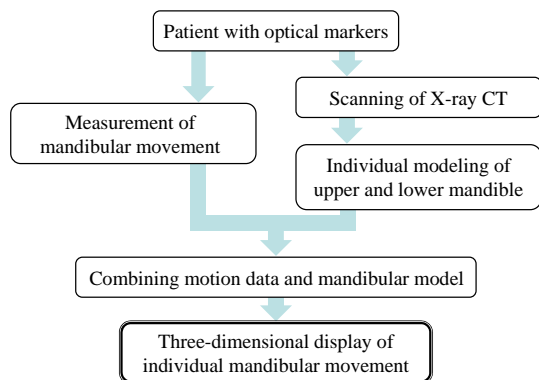 Patient with optical markers
Scanning of X-ray CT
Measurement of
mandibular movement
Individual modeling of
upper and lower mandible
Combining motion data and mandibular model
Three-dimensional display of
individual mandibular movement